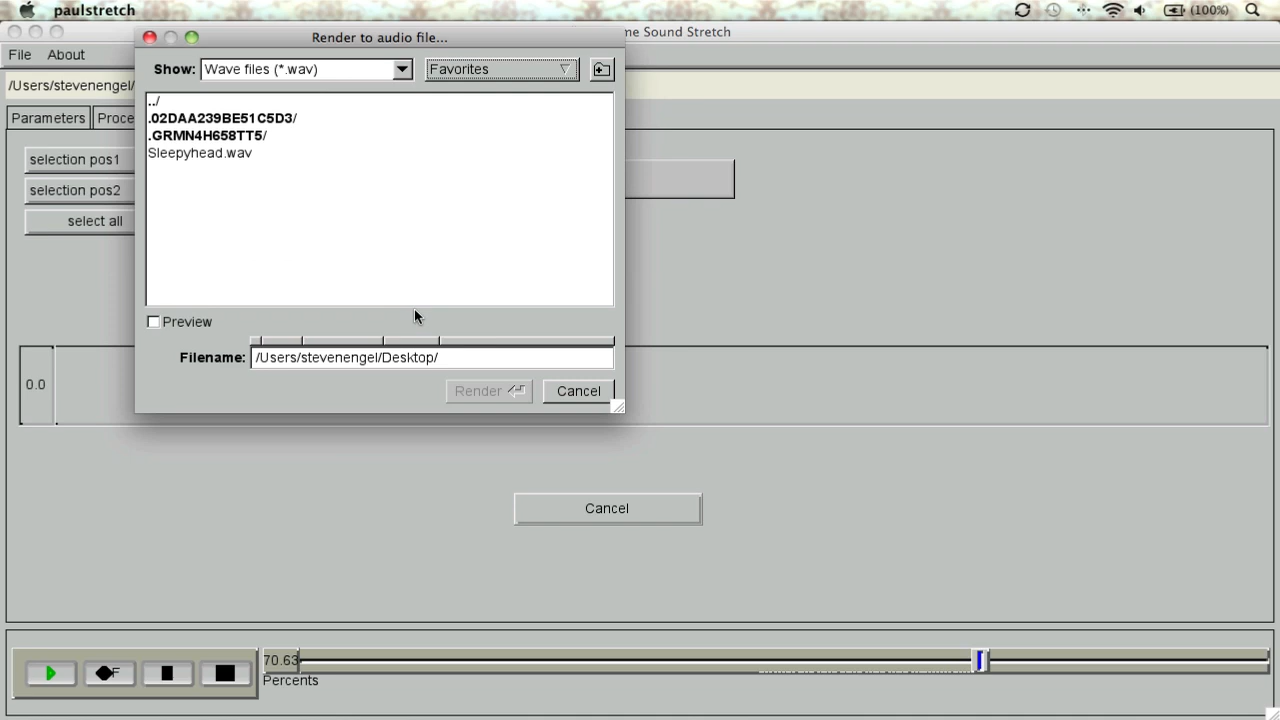 paulstretch
(100%)
Render to audio file...
me Sound Stretch
File About
Show: Wave files (*.wav) Favorites
/Users/stevenengel/
../
.02DAA239BE51C5D3/
.GRMN4H658TT5/
Sleepyhead.wav
Parameters Proce
selection pos1
selection pos2
select all
Preview
Filename: /Users/stevenengel/Desktop/
Render Cancel
0.0
Cancel
F
70.63
Percents